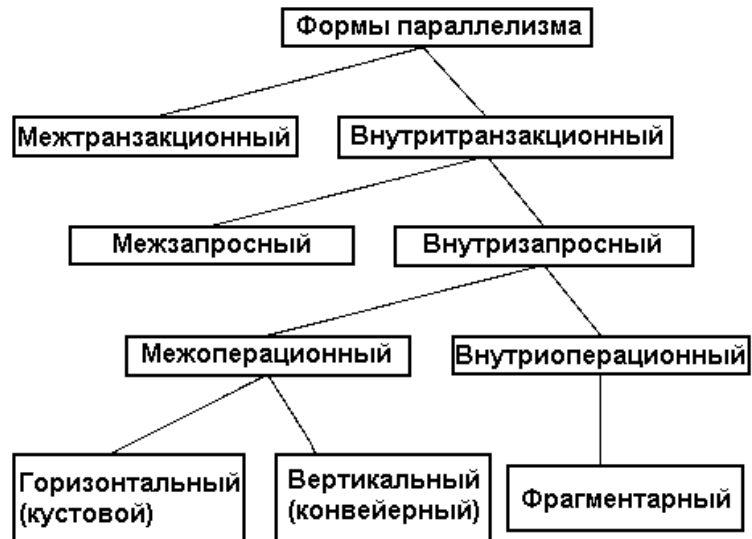 Формы параллелизма
Межтранзакционный
Внутритранзакционный
Межзапросный
Внутризапросный
Межоперационный
Внутриоперационный
Горизонтальный
(кустовой)
Вертикальный
(конвейерный)
Фрагментарный